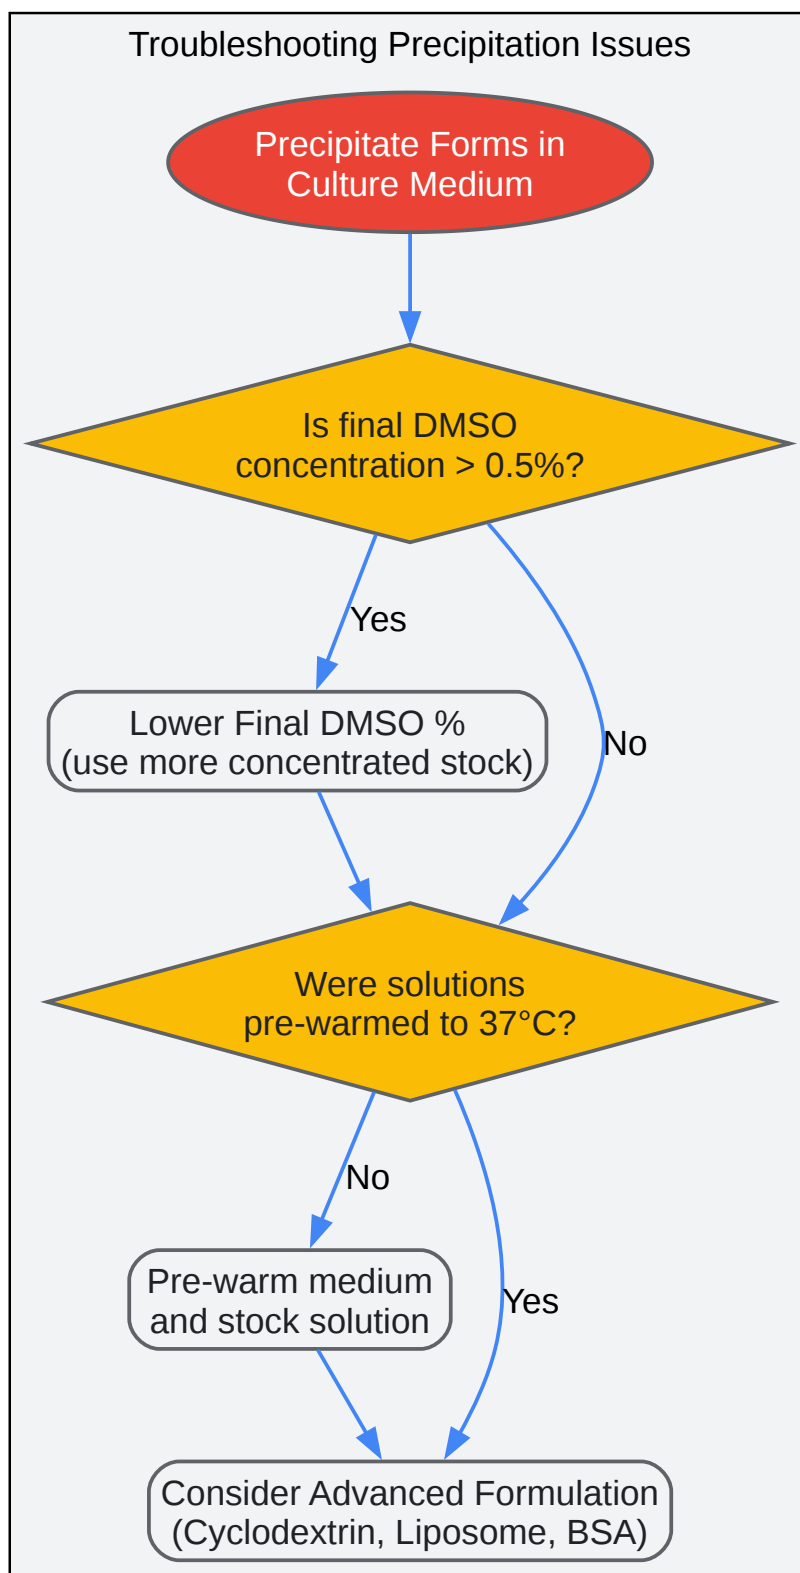 Troubleshooting Precipitation Issues
Precipitate Forms in
Culture Medium
Is final DMSO
concentration > 0.5%?
Yes
Lower Final DMSO %
(use more concentrated stock)
No
Were solutions
pre-warmed to 37°C?
No
Pre-warm medium
and stock solution
Yes
Consider Advanced Formulation
(Cyclodextrin, Liposome, BSA)